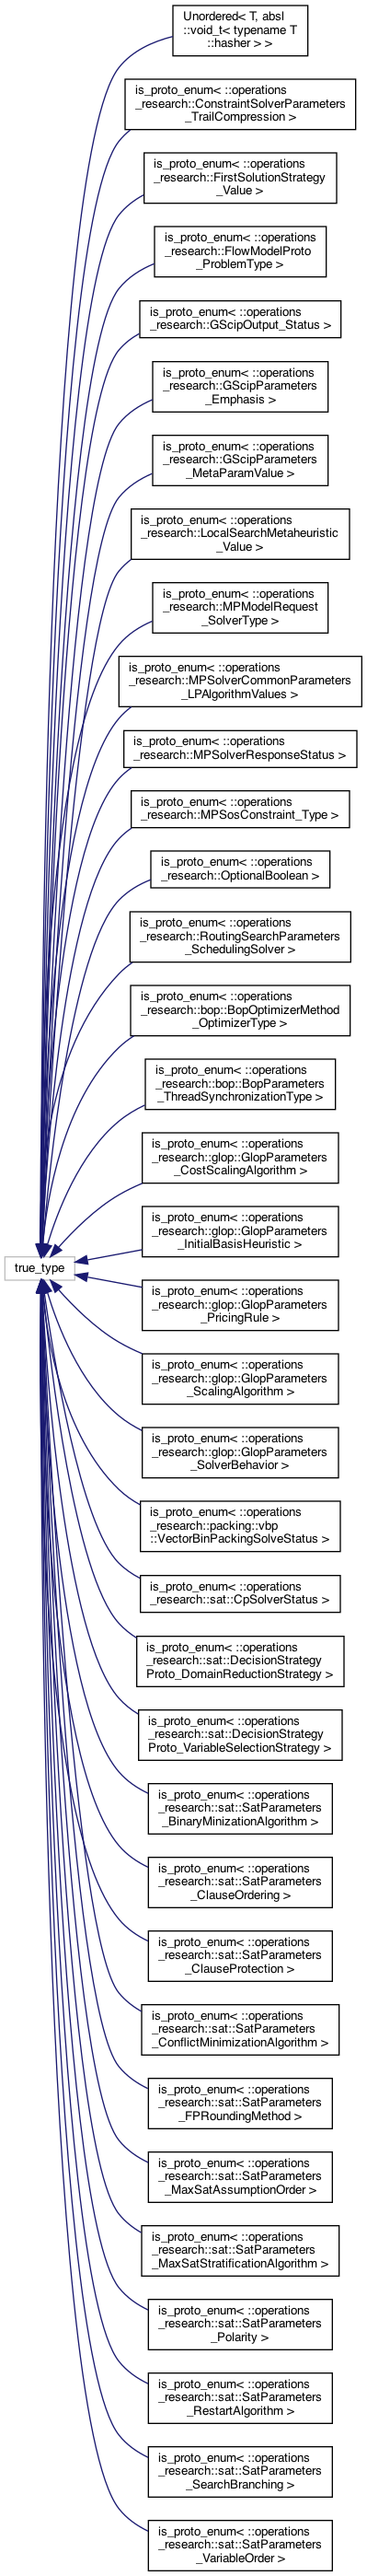 Unordered< T, absl
::void_t< typename T
::hasher > >
is_proto_enum< ::operations
_research::ConstraintSolverParameters
_TrailCompression >
is_proto_enum< ::operations
_research::FirstSolutionStrategy
_Value >
is_proto_enum< ::operations
_research::FlowModelProto
_ProblemType >
is_proto_enum< ::operations
_research::GScipOutput_Status >
is_proto_enum< ::operations
_research::GScipParameters
_Emphasis >
is_proto_enum< ::operations
_research::GScipParameters
_MetaParamValue >
is_proto_enum< ::operations
_research::LocalSearchMetaheuristic
_Value >
is_proto_enum< ::operations
_research::MPModelRequest
_SolverType >
is_proto_enum< ::operations
_research::MPSolverCommonParameters
_LPAlgorithmValues >
is_proto_enum< ::operations
_research::MPSolverResponseStatus >
is_proto_enum< ::operations
_research::MPSosConstraint_Type >
is_proto_enum< ::operations
_research::OptionalBoolean >
is_proto_enum< ::operations
_research::RoutingSearchParameters
_SchedulingSolver >
is_proto_enum< ::operations
_research::bop::BopOptimizerMethod
_OptimizerType >
is_proto_enum< ::operations
_research::bop::BopParameters
_ThreadSynchronizationType >
is_proto_enum< ::operations
_research::glop::GlopParameters
_CostScalingAlgorithm >
is_proto_enum< ::operations
_research::glop::GlopParameters
_InitialBasisHeuristic >
true_type
is_proto_enum< ::operations
_research::glop::GlopParameters
_PricingRule >
is_proto_enum< ::operations
_research::glop::GlopParameters
_ScalingAlgorithm >
is_proto_enum< ::operations
_research::glop::GlopParameters
_SolverBehavior >
is_proto_enum< ::operations
_research::packing::vbp
::VectorBinPackingSolveStatus >
is_proto_enum< ::operations
_research::sat::CpSolverStatus >
is_proto_enum< ::operations
_research::sat::DecisionStrategy
Proto_DomainReductionStrategy >
is_proto_enum< ::operations
_research::sat::DecisionStrategy
Proto_VariableSelectionStrategy >
is_proto_enum< ::operations
_research::sat::SatParameters
_BinaryMinizationAlgorithm >
is_proto_enum< ::operations
_research::sat::SatParameters
_ClauseOrdering >
is_proto_enum< ::operations
_research::sat::SatParameters
_ClauseProtection >
is_proto_enum< ::operations
_research::sat::SatParameters
_ConflictMinimizationAlgorithm >
is_proto_enum< ::operations
_research::sat::SatParameters
_FPRoundingMethod >
is_proto_enum< ::operations
_research::sat::SatParameters
_MaxSatAssumptionOrder >
is_proto_enum< ::operations
_research::sat::SatParameters
_MaxSatStratificationAlgorithm >
is_proto_enum< ::operations
_research::sat::SatParameters
_Polarity >
is_proto_enum< ::operations
_research::sat::SatParameters
_RestartAlgorithm >
is_proto_enum< ::operations
_research::sat::SatParameters
_SearchBranching >
is_proto_enum< ::operations
_research::sat::SatParameters
_VariableOrder >